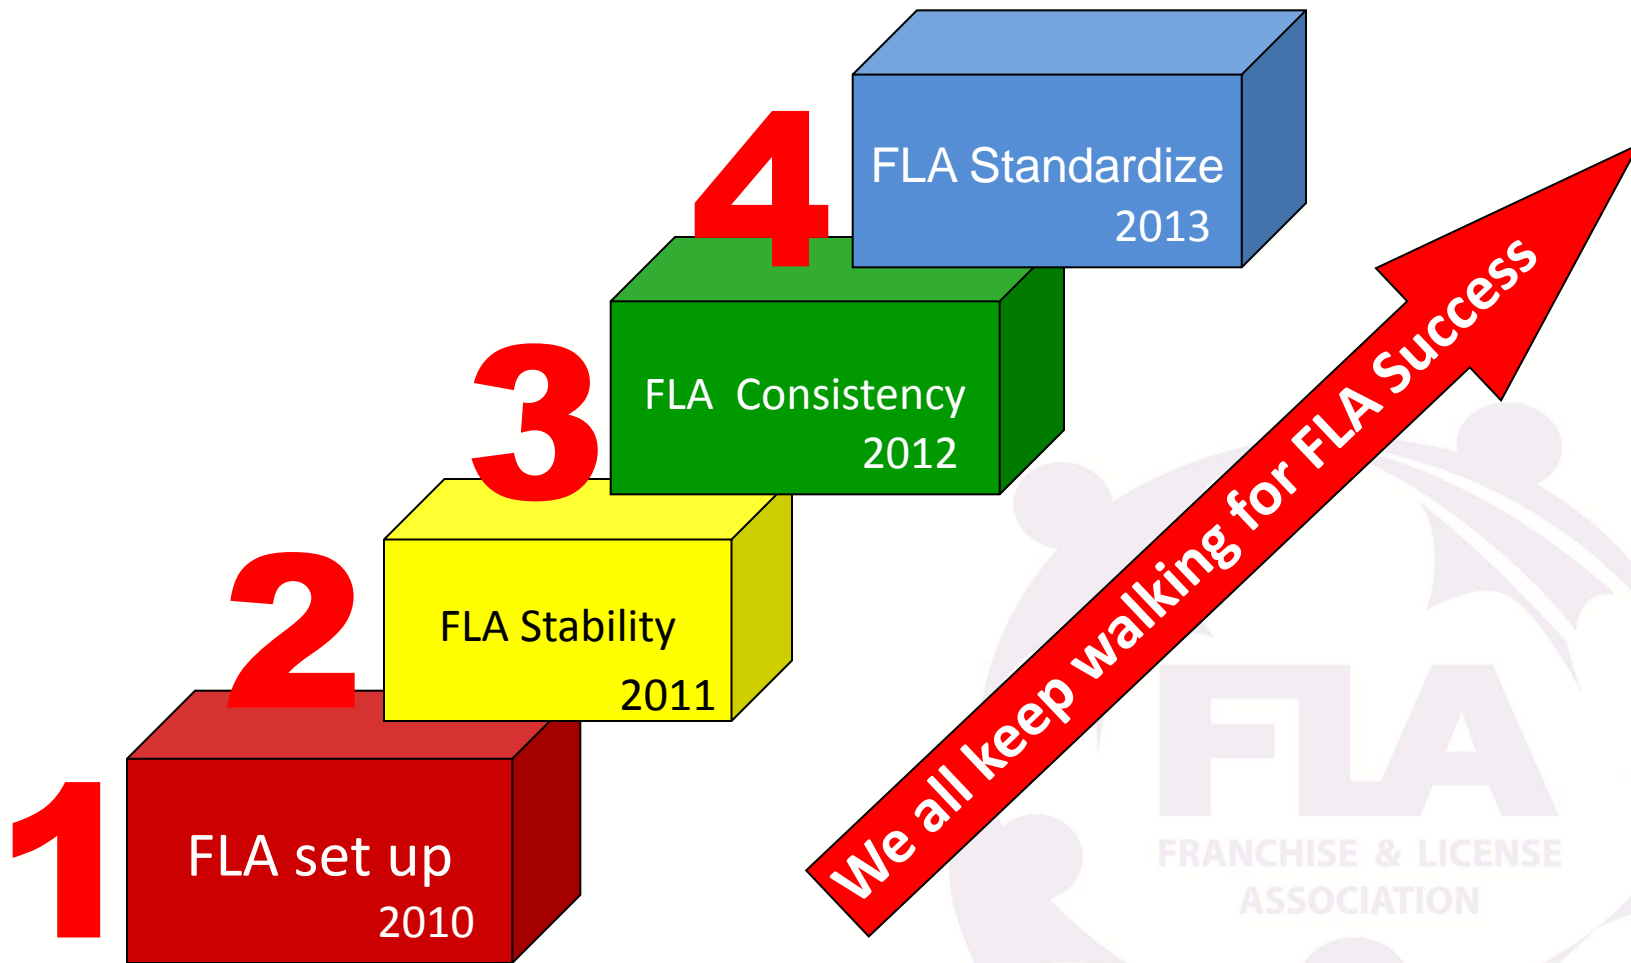 4
FLA Standardize
2013
3
FLA Consistency
2012
2
FLA Stability
2011
1
FLA set up
2010
We all keep walking for FLA Success
FLA
FRANCHISE & LICENSE
ASSOCIATION